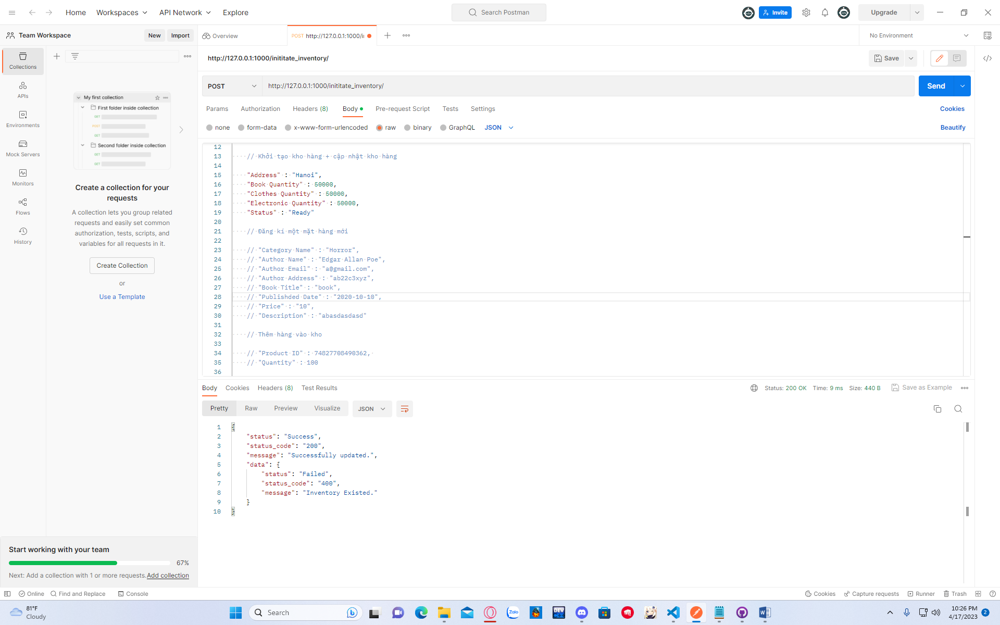 Home
Workspaces
API Network
Explore
Search Postman
Invite
Upgrade
Team Workspace
New
Import
Overview
POST http://127.0.0.1:1000/i
No Environment
http://127.0.0.1:1000/inititate_inventory/
Save
POST
http://127.0.0.1:1000/inititate_inventory/
Send
Params
Authorization
Headers (8)
Body
Pre-request Script
Tests
Settings
Cookies
none
form-data
x-www-form-urlencoded
raw
binary
GraphQL
JSON
Beautify
Collections
APIs
Environments
Mock Servers
Monitors
Flows
History
My first collection
First folder inside collection
GET
POST
GET
Second folder inside collection
GET
GET
Create a collection for your
requests
A collection lets you group related
requests and easily set common
authorization, tests, scripts, and
variables for all requests in it.
Create Collection
or
Use a Template
12
13 // Khởi tạo kho hàng + cập nhật kho hàng
14
15 "Address" : "Hanoi",
16 "Book Quantity" : 50000,
17 "Clothes Quantity" : 50000,
18 "Electronic Quantity" : 50000,
19 "Status" : "Ready"
20
21 // Đăng kí một mặt hàng mới
22
23 // "Category Name" : "Horror",
24 // "Author Name" : "Edgar Allan Poe",
25 // "Author Email" : "a@gmail.com",
26 // "Author Address" : "ab22c3xyz",
27 // "Book Title" : "book",
28 // "Publishded Date" : "2020-10-10",
29 // "Price" : "10",
30 // "Description" : "abasdasdasd"
31
32 // Thêm hàng vào kho
33
34 // "Product ID" : 74827708490362,
35 // "Quantity" : 100
36
Body
Cookies
Headers (8)
Test Results
Status: 200 OK
Time: 9 ms
Size: 440 B
Save as Example
Pretty
Raw
Preview
Visualize
JSON
1 {
2 "status": "Success",
3 "status_code": "200",
4 "message": "Successfully updated.",
5 "data": {
6 "status": "Failed",
7 "status_code": "400",
8 "message": "Inventory Existed."
9 }
10 }
Start working with your team
67%
Next: Add a collection with 1 or more requests. Add collection
Online
Find and Replace
Console
Cookies
Capture requests
Runner
Trash
81°F
Cloudy
Search
Zalo
DEV
10:26 PM
4/17/2023
2